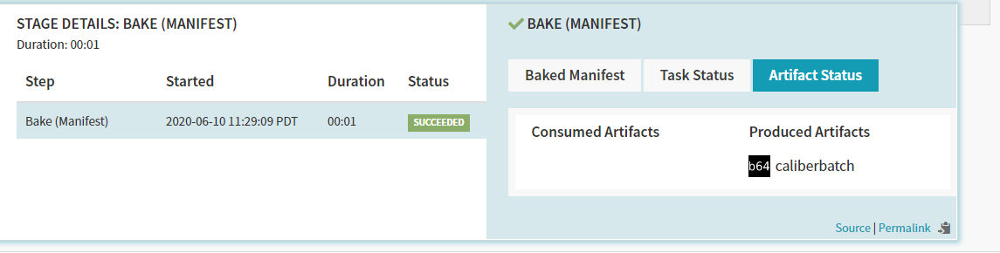 STAGE DETAILS: BAKE (MANIFEST)
Duration: 00:01
Step Started Duration Status
Bake (Manifest) 2020-06-10 11:29:09 PDT 00:01 SUCCEEDED
BAKE (MANIFEST)
Baked Manifest Task Status Artifact Status
Consumed Artifacts Produced Artifacts
b64 caliberbatch
Source | Permalink